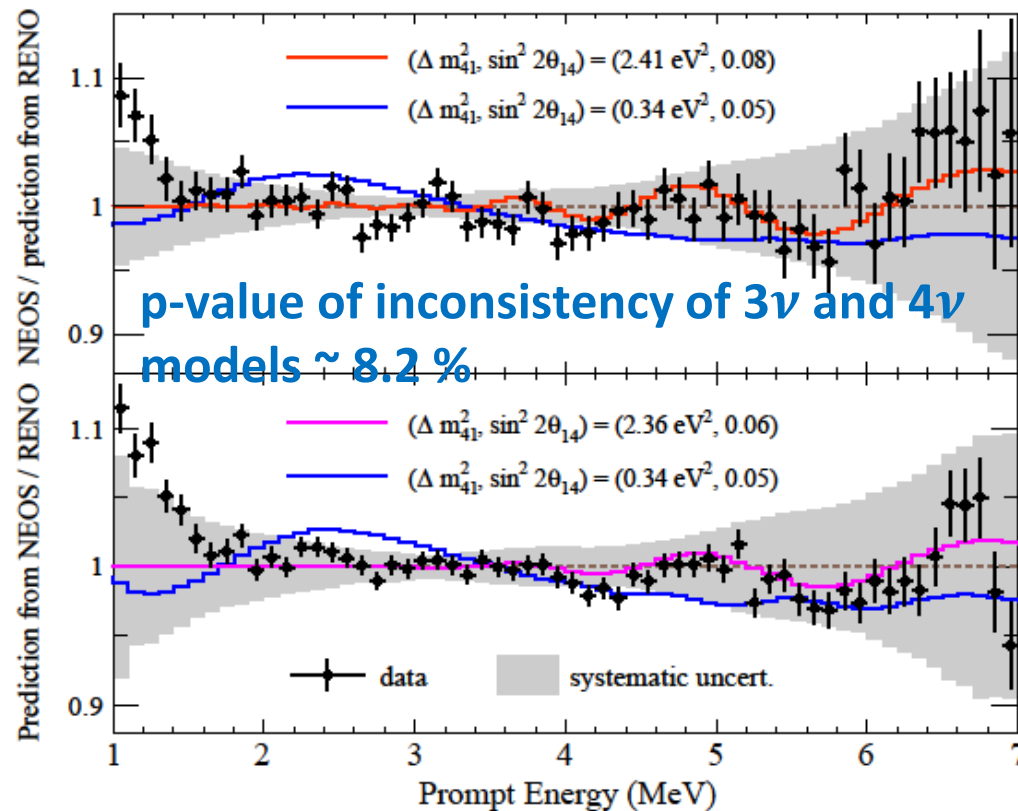 NEOS / prediction from RENO
1.1
1
0.9
(Δ m²₄₁, sin² 2θ₁₄) = (2.41 eV², 0.08)
(Δ m²₄₁, sin² 2θ₁₄) = (0.34 eV², 0.05)
p-value of inconsistency of 3ν and 4ν
models ~ 8.2 %
Prediction from NEOS / RENO
1.1
1
0.9
(Δ m²₄₁, sin² 2θ₁₄) = (2.36 eV², 0.06)
(Δ m²₄₁, sin² 2θ₁₄) = (0.34 eV², 0.05)
data systematic uncert.
1 2 3 4 5 6 7
Prompt Energy (MeV)